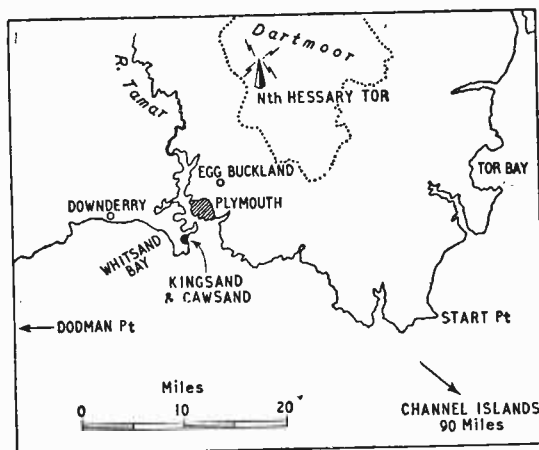 Dartmoor
Nth HESSARY TOR
R. Tamar
EGG BUCKLAND
TOR BAY
DOWNDERRY
PLYMOUTH
WHITSAND
BAY
KINGSAND
& CAWSAND
START Pt
DODMAN Pt
Miles
0 10 20
CHANNEL ISLANDS
90 Miles